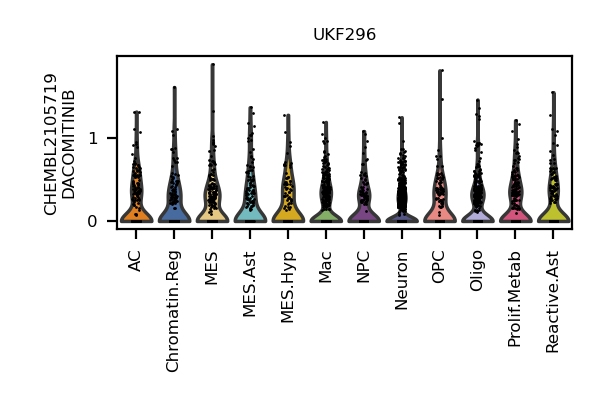 UKF296
CHEMBL2105719
DACOMITINIB
1
0
AC
Chromatin.Reg
MES
MES.Ast
MES.Hyp
Mac
NPC
Neuron
OPC
Oligo
Prolif.Metab
Reactive.Ast